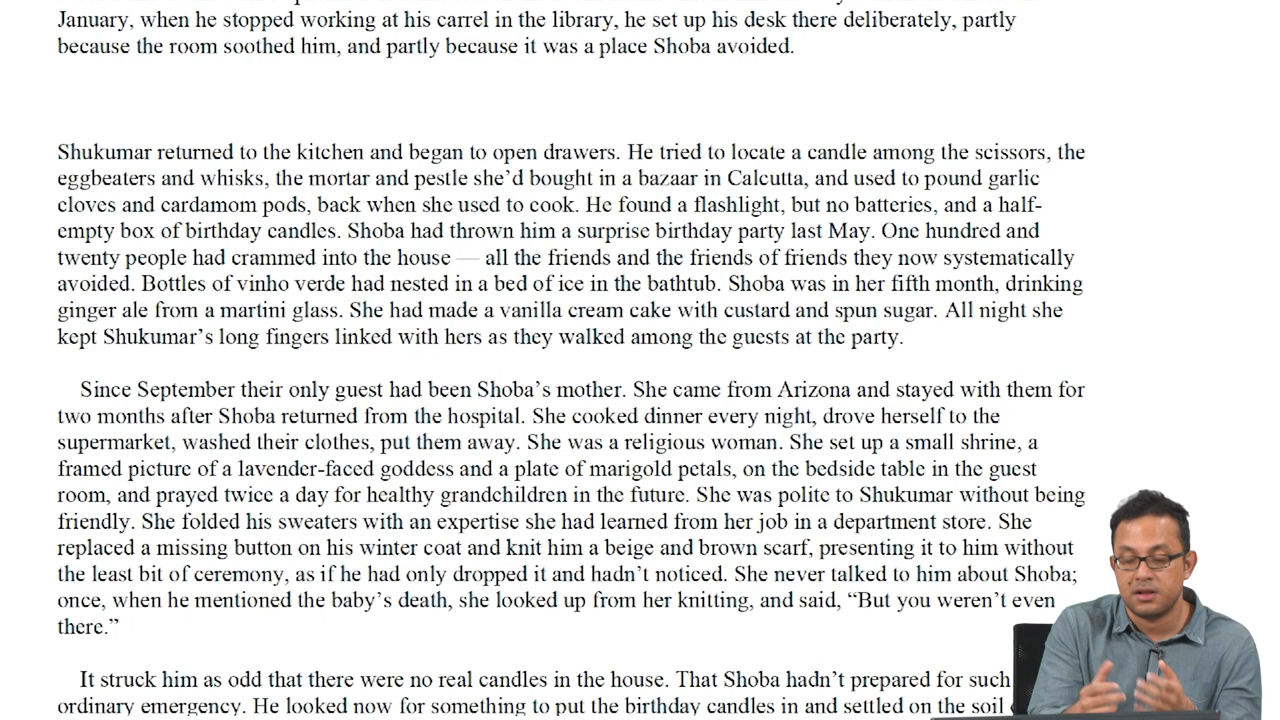 January, when he stopped working at his carrel in the library, he set up his desk there deliberately, partly
because the room soothed him, and partly because it was a place Shoba avoided.
Shukumar returned to the kitchen and began to open drawers. He tried to locate a candle among the scissors, the
eggbeaters and whisks, the mortar and pestle she’d bought in a bazaar in Calcutta, and used to pound garlic
cloves and cardamom pods, back when she used to cook. He found a flashlight, but no batteries, and a half-
empty box of birthday candles. Shoba had thrown him a surprise birthday party last May. One hundred and
twenty people had crammed into the house — all the friends and the friends of friends they now systematically
avoided. Bottles of vinho verde had nested in a bed of ice in the bathtub. Shoba was in her fifth month, drinking
ginger ale from a martini glass. She had made a vanilla cream cake with custard and spun sugar. All night she
kept Shukumar’s long fingers linked with hers as they walked among the guests at the party.
Since September their only guest had been Shoba’s mother. She came from Arizona and stayed with them for
two months after Shoba returned from the hospital. She cooked dinner every night, drove herself to the
supermarket, washed their clothes, put them away. She was a religious woman. She set up a small shrine, a
framed picture of a lavender-faced goddess and a plate of marigold petals, on the bedside table in the guest
room, and prayed twice a day for healthy grandchildren in the future. She was polite to Shukumar without being
friendly. She folded his sweaters with an expertise she had learned from her job in a department store. She
replaced a missing button on his winter coat and knit him a beige and brown scarf, presenting it to him without
the least bit of ceremony, as if he had only dropped it and hadn’t noticed. She never talked to him about Shoba;
once, when he mentioned the baby’s death, she looked up from her knitting, and said, “But you weren’t even
there.”
It struck him as odd that there were no real candles in the house. That Shoba hadn’t prepared for such
ordinary emergency. He looked now for something to put the birthday candles in and settled on the soil